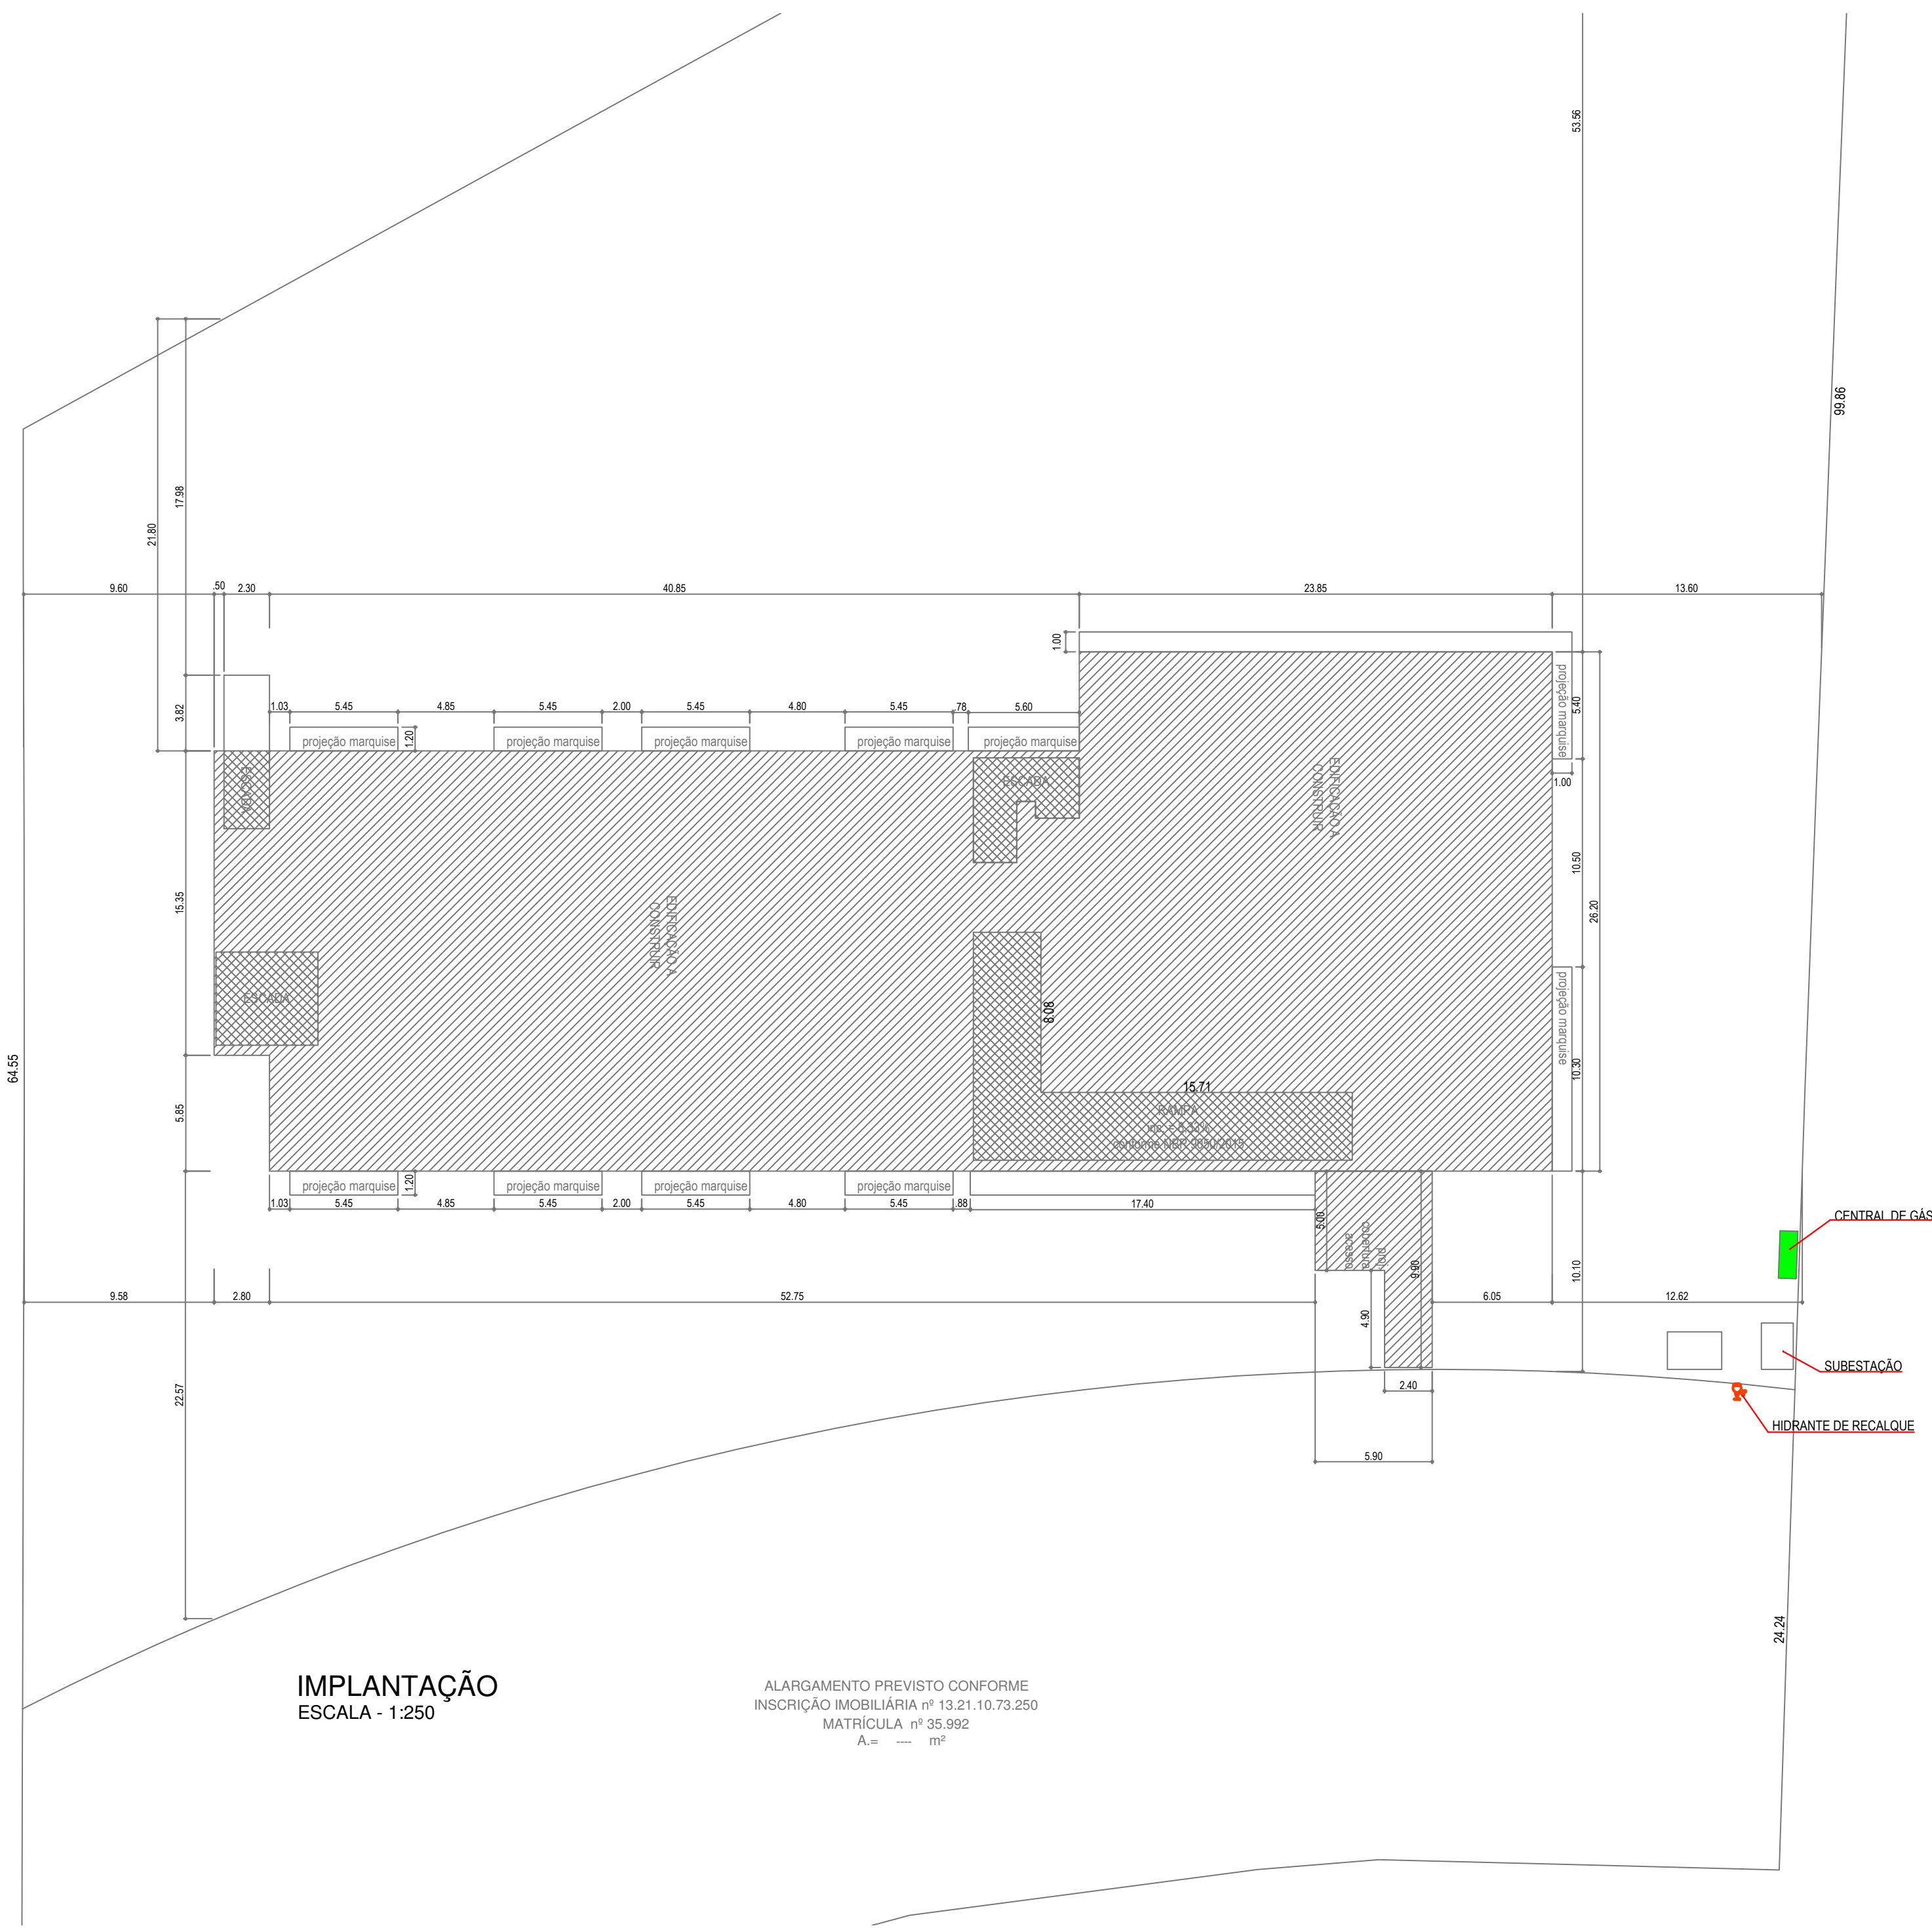 53.56
99.86
17.98
21.80
9.60
.50
2.30
40.85
23.85
13.60
1.00
3.82
1.03
5.45
4.85
5.45
2.00
5.45
4.80
5.45
.78
5.60
projeção marquise
1.20
projeção marquise
projeção marquise
projeção marquise
projeção marquise
projeção marquise
5.40
1.00
ESCADA
ESCADA
EDIFICAÇÃO A
CONSTRUIR
10.50
26.20
15.35
EDIFICAÇÃO A
CONSTRUIR
ESCADA
8.08
projeção marquise
10.30
64.55
15.71
RAMPA
inc. = 8,33%
conforme NBR 9050/2015
5.85
projeção marquise
1.20
projeção marquise
projeção marquise
projeção marquise
1.03
5.45
4.85
5.45
2.00
5.45
4.80
5.45
.88
17.40
5.00
proj.
cobertura
acesso
9.90
10.10
CENTRAL DE GÁS
9.58
2.80
52.75
6.05
12.62
4.90
SUBESTAÇÃO
2.40
22.57
HIDRANTE DE RECALQUE
5.90
24.24
IMPLANTAÇÃO
ESCALA - 1:250
ALARGAMENTO PREVISTO CONFORME
INSCRIÇÃO IMOBILIÁRIA nº 13.21.10.73.250
MATRÍCULA nº 35.992
A.= ---- m²